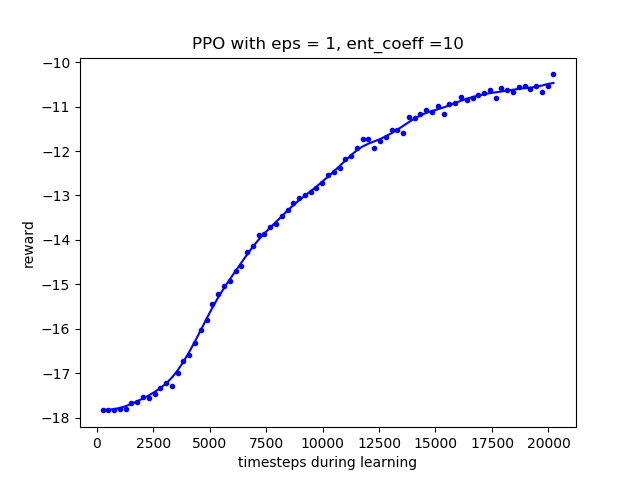 PPO with eps = 1, ent_coeff =10
−10
−11
−12
−13
−14
−15
−16
−17
−18
reward
0 2500 5000 7500 10000 12500 15000 17500 20000
timesteps during learning